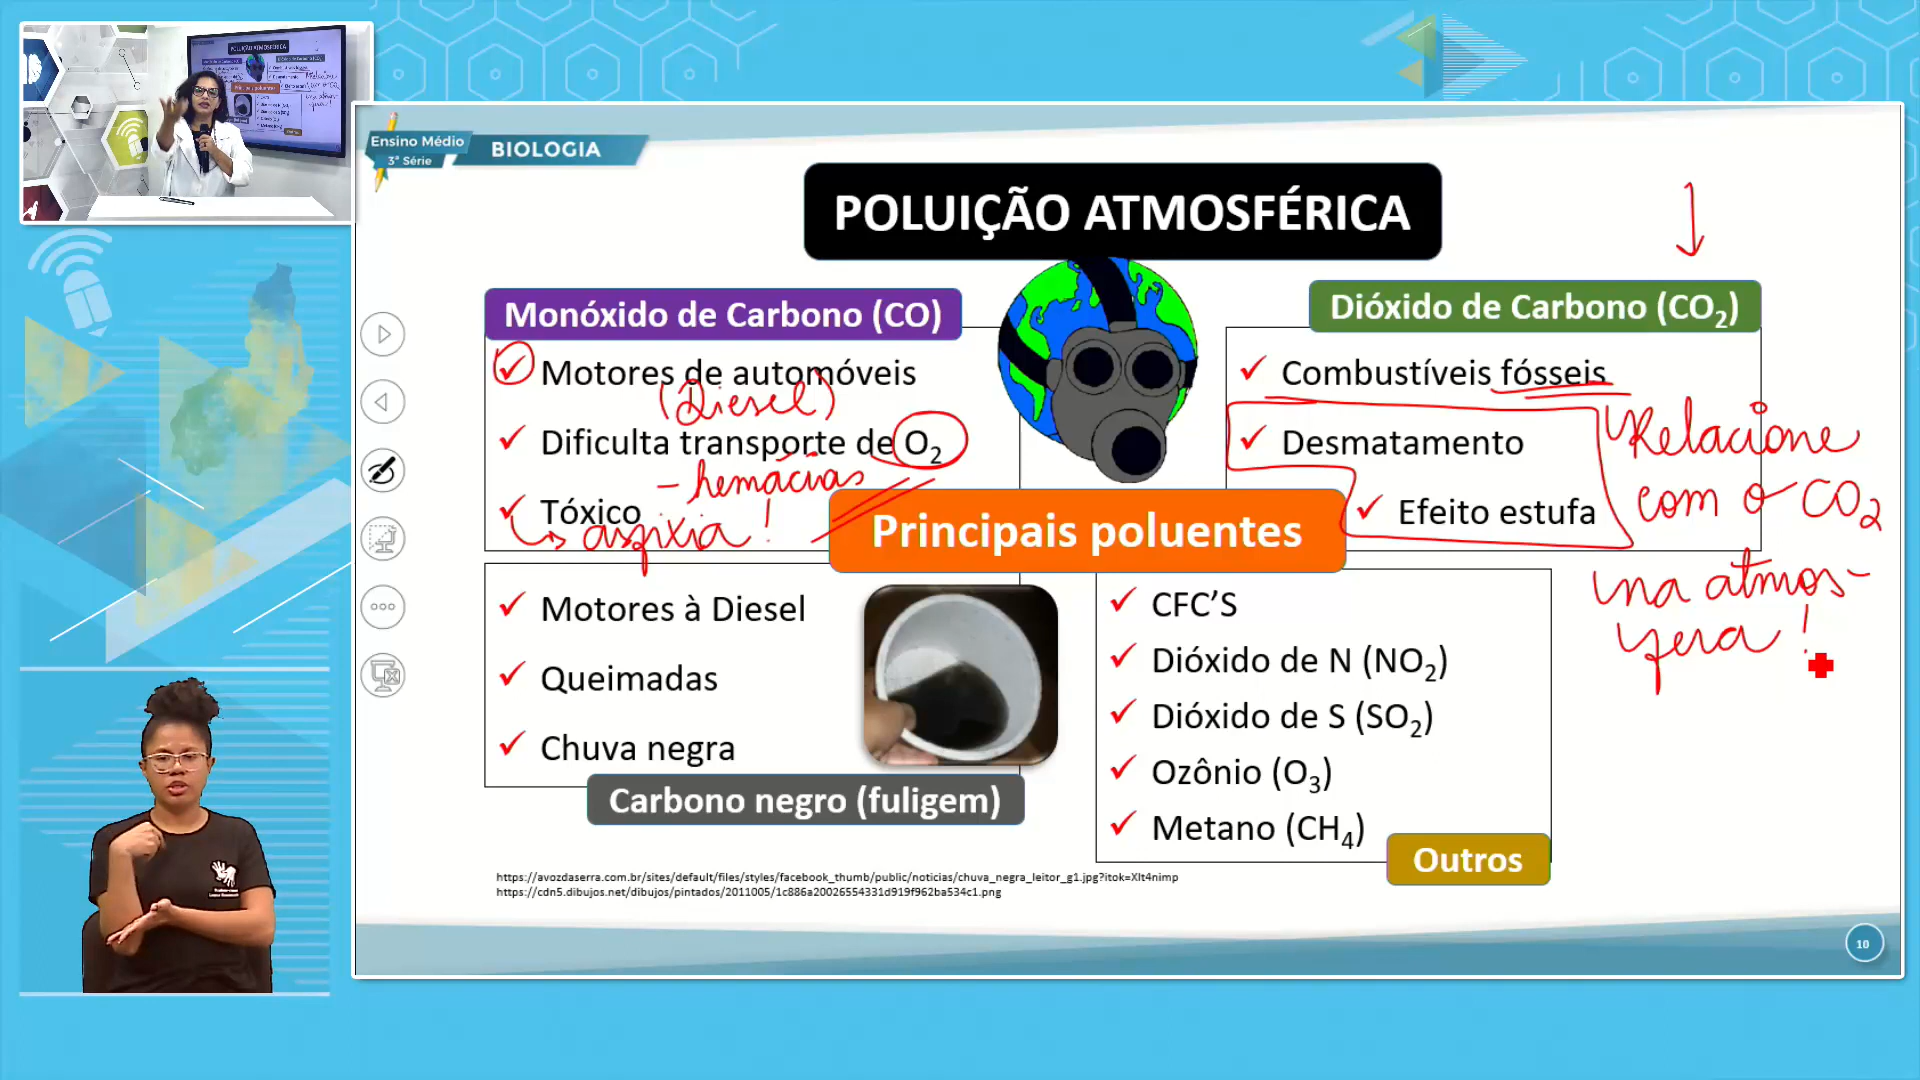 Ensino Médio
3ª Série
BIOLOGIA
POLUIÇÃO ATMOSFÉRICA
Monóxido de Carbono (CO)
Motores de automóveis
(Diesel)
Dificulta transporte de O₂
- hemácias
Tóxico
asfixia!
Dióxido de Carbono (CO₂)
Combustíveis fósseis
Desmatamento
Efeito estufa
Relacione
com o CO₂
na atmos-
fera!
Principais poluentes
Motores à Diesel
Queimadas
Chuva negra
Carbono negro (fuligem)
CFC’S
Dióxido de N (NO₂)
Dióxido de S (SO₂)
Ozônio (O₃)
Metano (CH₄)
Outros
https://avozdaserra.com.br/sites/default/files/styles/facebook_thumb/public/noticias/chuva_negra_leitor_g1.jpg?itok=Xlt4nimp
https://cdn5.dibujos.net/dibujos/pintados/2011005/1c886a20026554331d919f962ba534c1.png
10